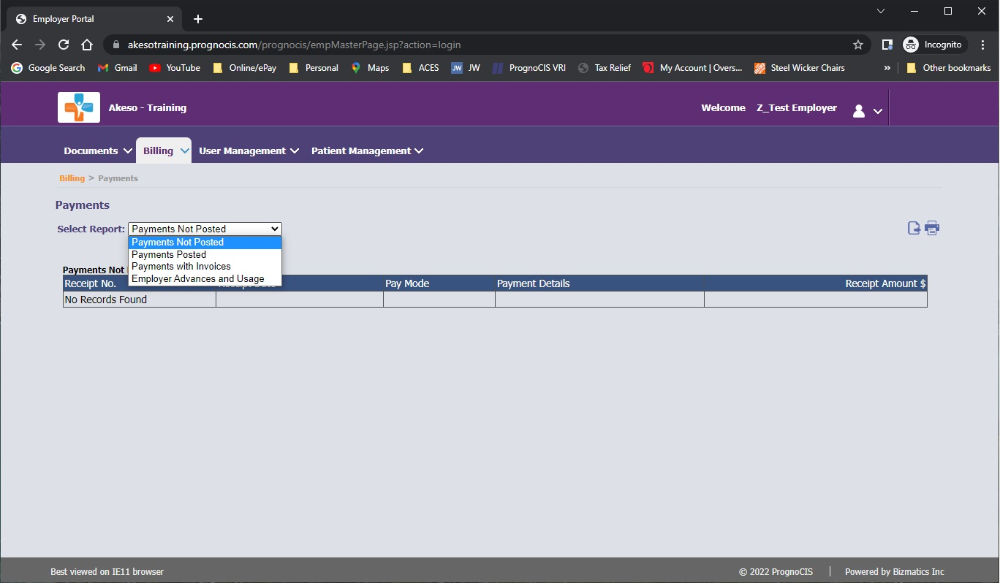 Employer Portal
akesotraining.prognocis.com/prognocis/empMasterPage.jsp?action=login
Incognito
Google Search Gmail YouTube Online/ePay Personal Maps ACES JW JW PrognoCIS VRI Tax Relief My Account | Overs... Steel Wicker Chairs » Other bookmarks
Akeso - Training
Welcome Z_Test Employer
Documents Billing User Management Patient Management
Billing > Payments
Payments
Select Report: Payments Not Posted
Payments Not Posted
Payments Posted
Payments with Invoices
Employer Advances and Usage
Payments Not
Receipt No. Pay Mode Payment Details Receipt Amount $
No Records Found
Best viewed on IE11 browser
© 2022 PrognoCIS | Powered by Bizmatics Inc